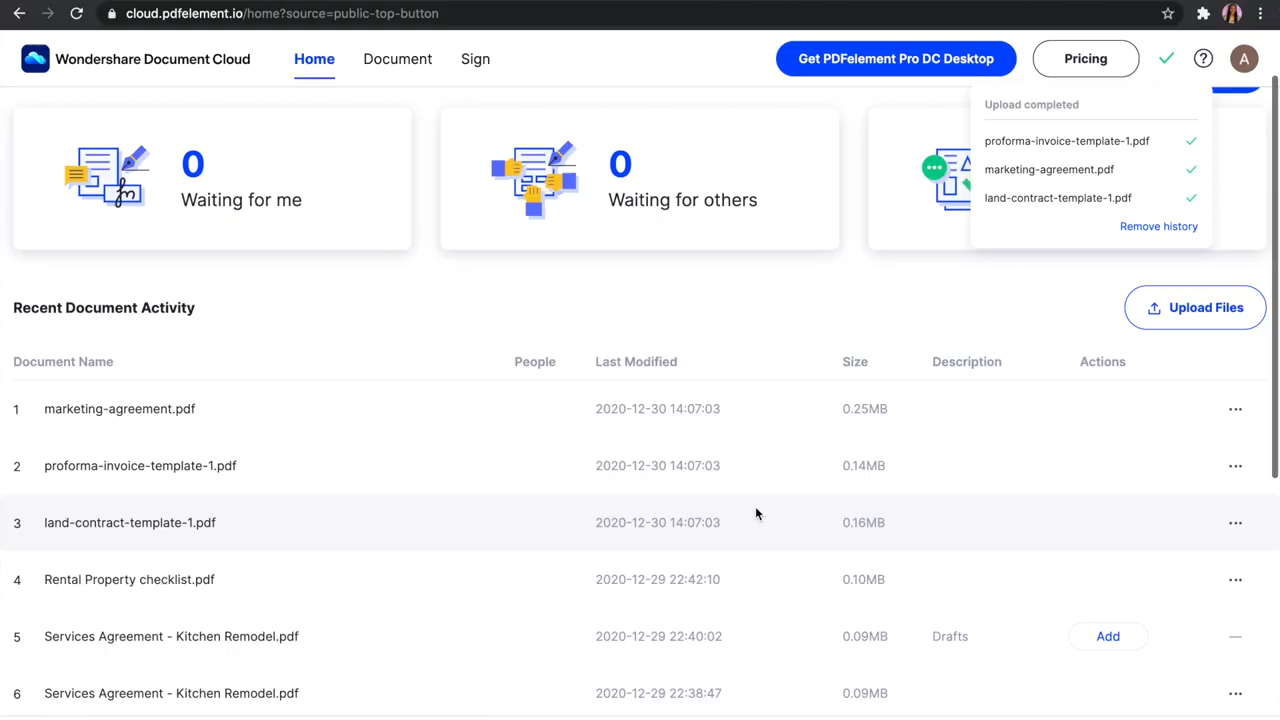 cloud.pdfelement.io/home?source=public-top-button
Wondershare Document Cloud Home Document Sign Get PDFelement Pro DC Desktop Pricing ? A
Upload completed
proforma-invoice-template-1.pdf
marketing-agreement.pdf
land-contract-template-1.pdf
Remove history
0
Waiting for me
0
Waiting for others
Recent Document Activity Upload Files
Document Name People Last Modified Size Description Actions
1 marketing-agreement.pdf 2020-12-30 14:07:03 0.25MB ...
2 proforma-invoice-template-1.pdf 2020-12-30 14:07:03 0.14MB ...
3 land-contract-template-1.pdf 2020-12-30 14:07:03 0.16MB ...
4 Rental Property checklist.pdf 2020-12-29 22:42:10 0.10MB ...
5 Services Agreement - Kitchen Remodel.pdf 2020-12-29 22:40:02 0.09MB Drafts Add —
6 Services Agreement - Kitchen Remodel.pdf 2020-12-29 22:38:47 0.09MB ...